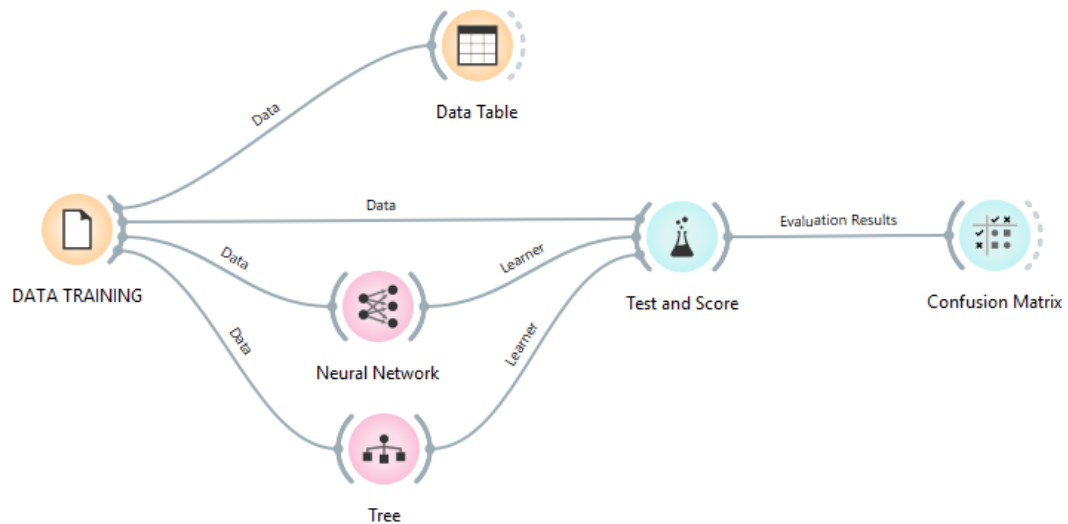 Data Table
Data
Data
Evaluation Results
Data
Learner
DATA TRAINING
Test and Score
Confusion Matrix
Data
Learner
Neural Network
Tree